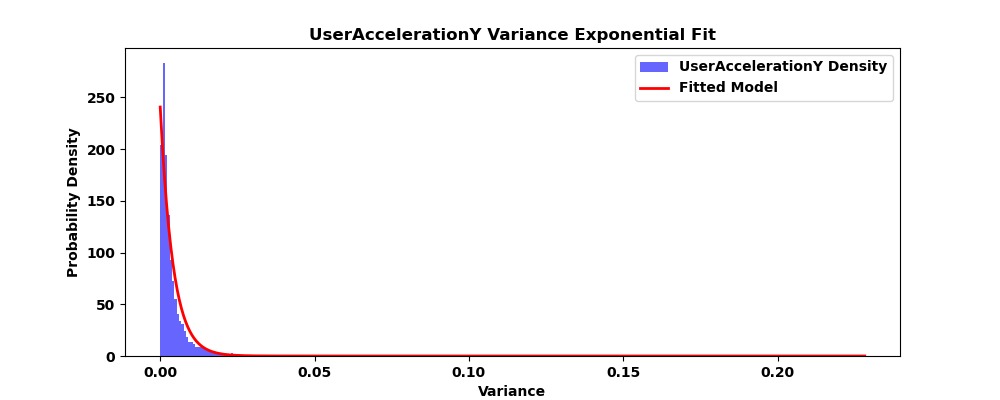 UserAccelerationY Variance Exponential Fit
UserAccelerationY Density
Fitted Model
Probability Density
250
200
150
100
50
0
0.00 0.05 0.10 0.15 0.20
Variance